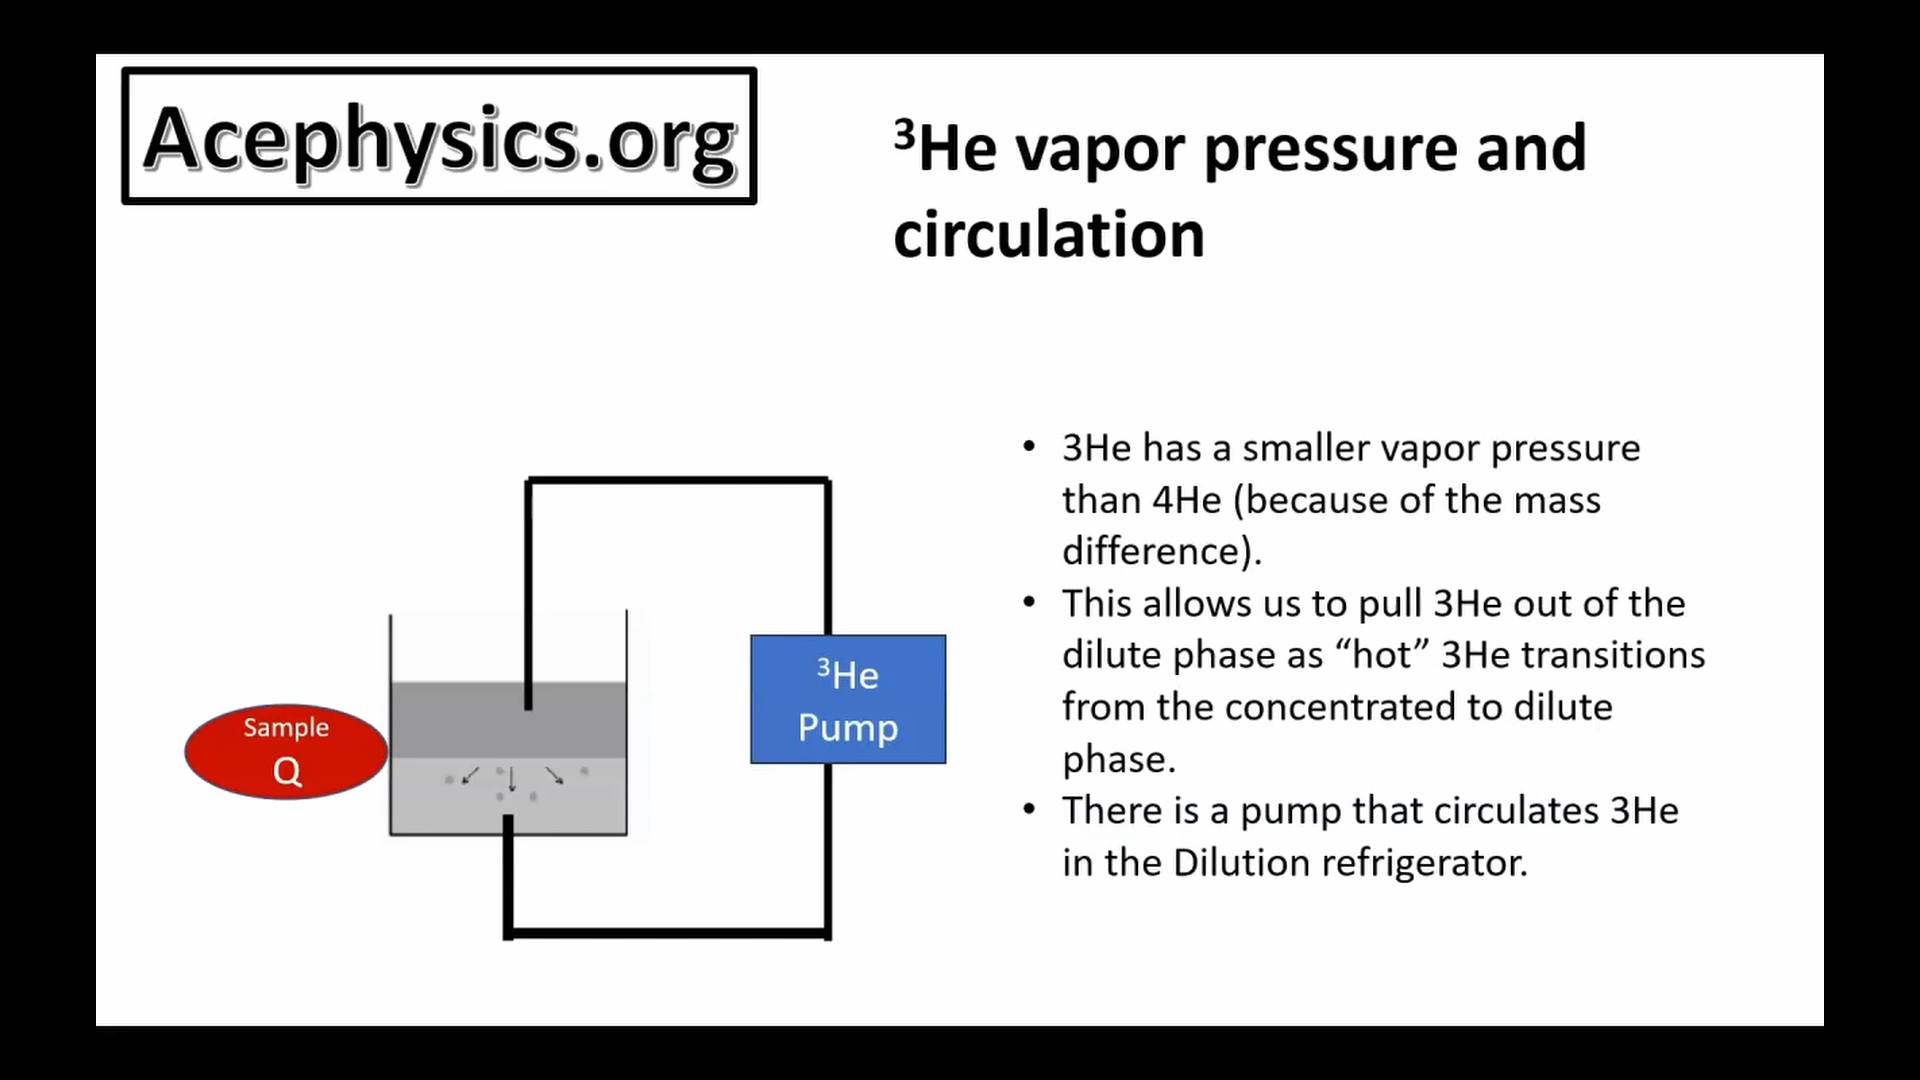 Acephysics.org
³He vapor pressure and
circulation
• 3He has a smaller vapor pressure
than 4He (because of the mass
difference).
• This allows us to pull 3He out of the
dilute phase as “hot” 3He transitions
from the concentrated to dilute
phase.
• There is a pump that circulates 3He
in the Dilution refrigerator.
³He
Pump
Sample
Q